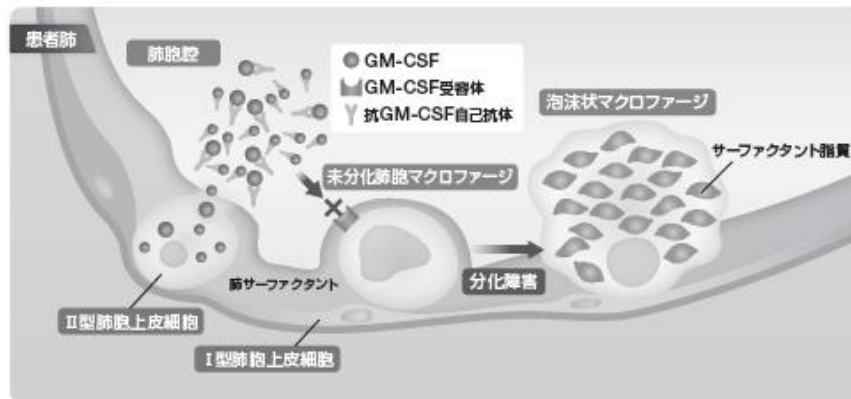 患者肺
肺胞腔
GM-CSF
GM-CSF受容体
抗GM-CSF自己抗体
泡沫状マクロファージ
サーファクタント脂質
未分化肺胞マクロファージ
肺サーファクタント
分化障害
Ⅱ型肺胞上皮細胞
Ⅰ型肺胞上皮細胞